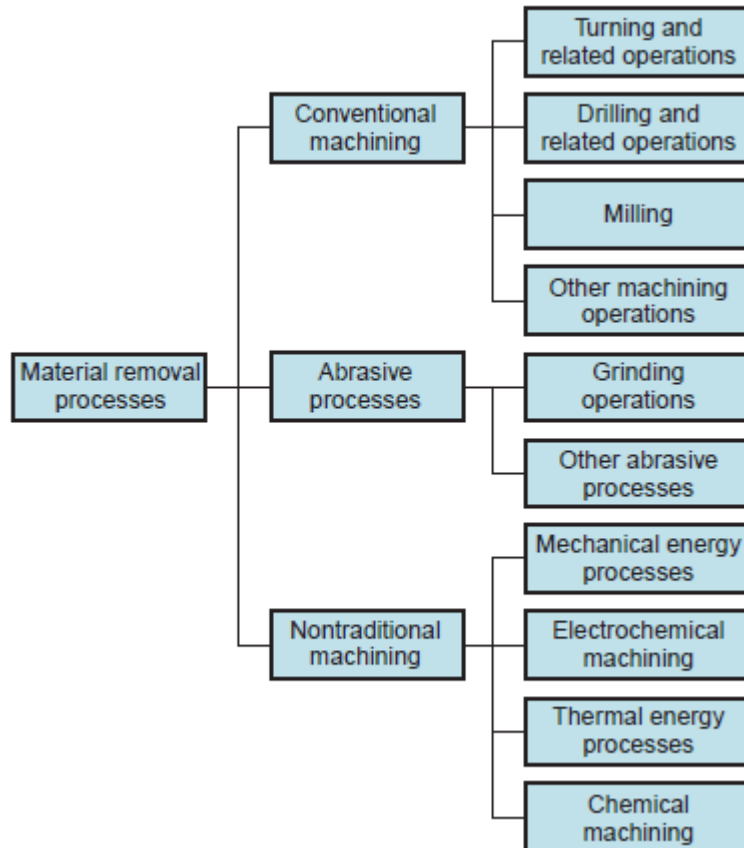 Turning and
related operations
Conventional
machining
Drilling and
related operations
Milling
Other machining
operations
Material removal
processes
Abrasive
processes
Grinding
operations
Other abrasive
processes
Mechanical energy
processes
Nontraditional
machining
Electrochemical
machining
Thermal energy
processes
Chemical
machining